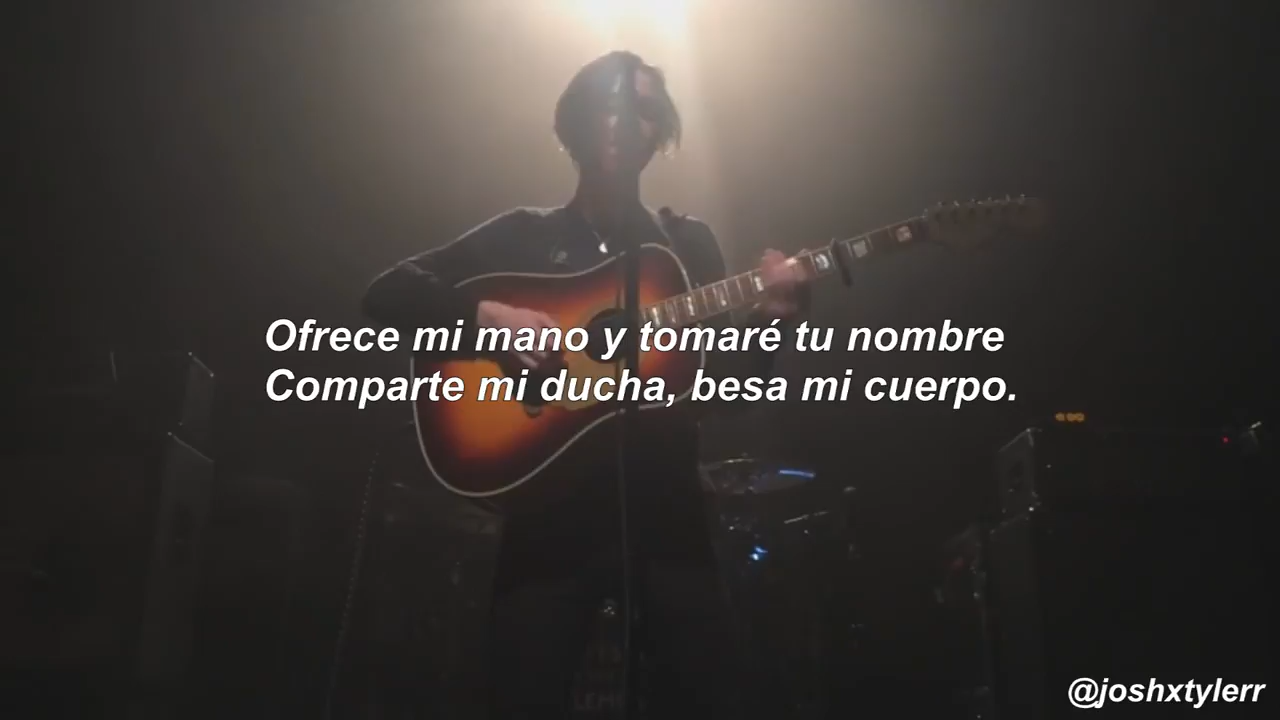 Ofrece mi mano y tomaré tu nombre
Comparte mi ducha, besa mi cuerpo.
@joshxtylerr